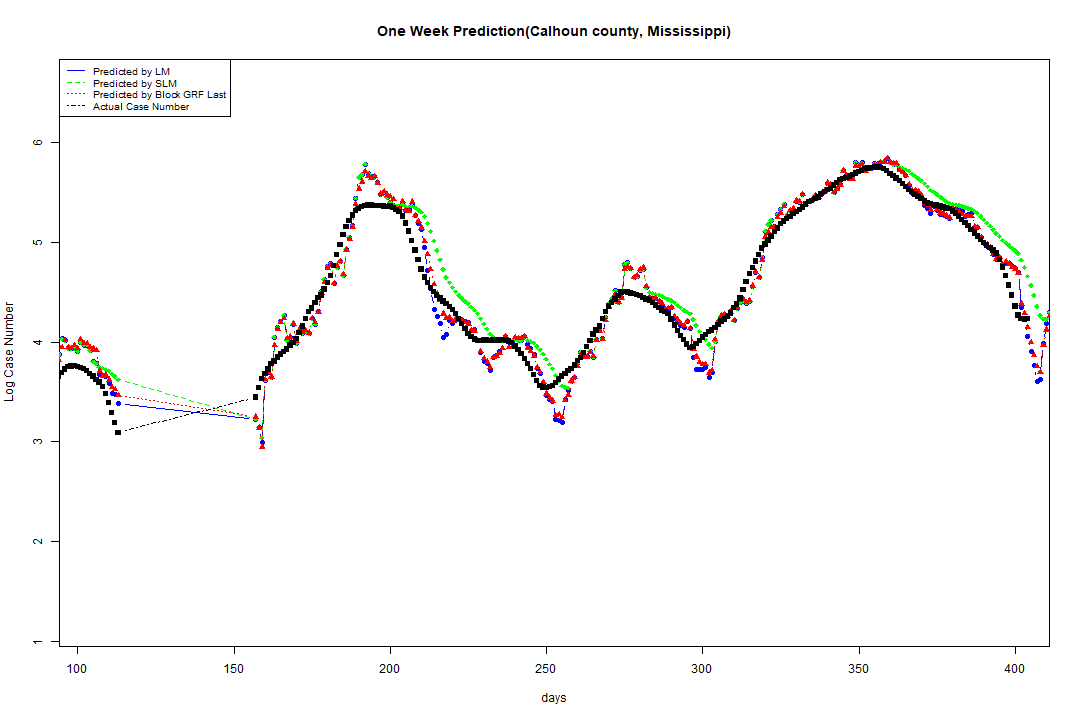 One Week Prediction(Calhoun county, Mississippi)
Predicted by LM
Predicted by SLM
Predicted by Block GRF Last
Actual Case Number
Log Case Number
6
5
4
3
2
1
100 150 200 250 300 350 400
days